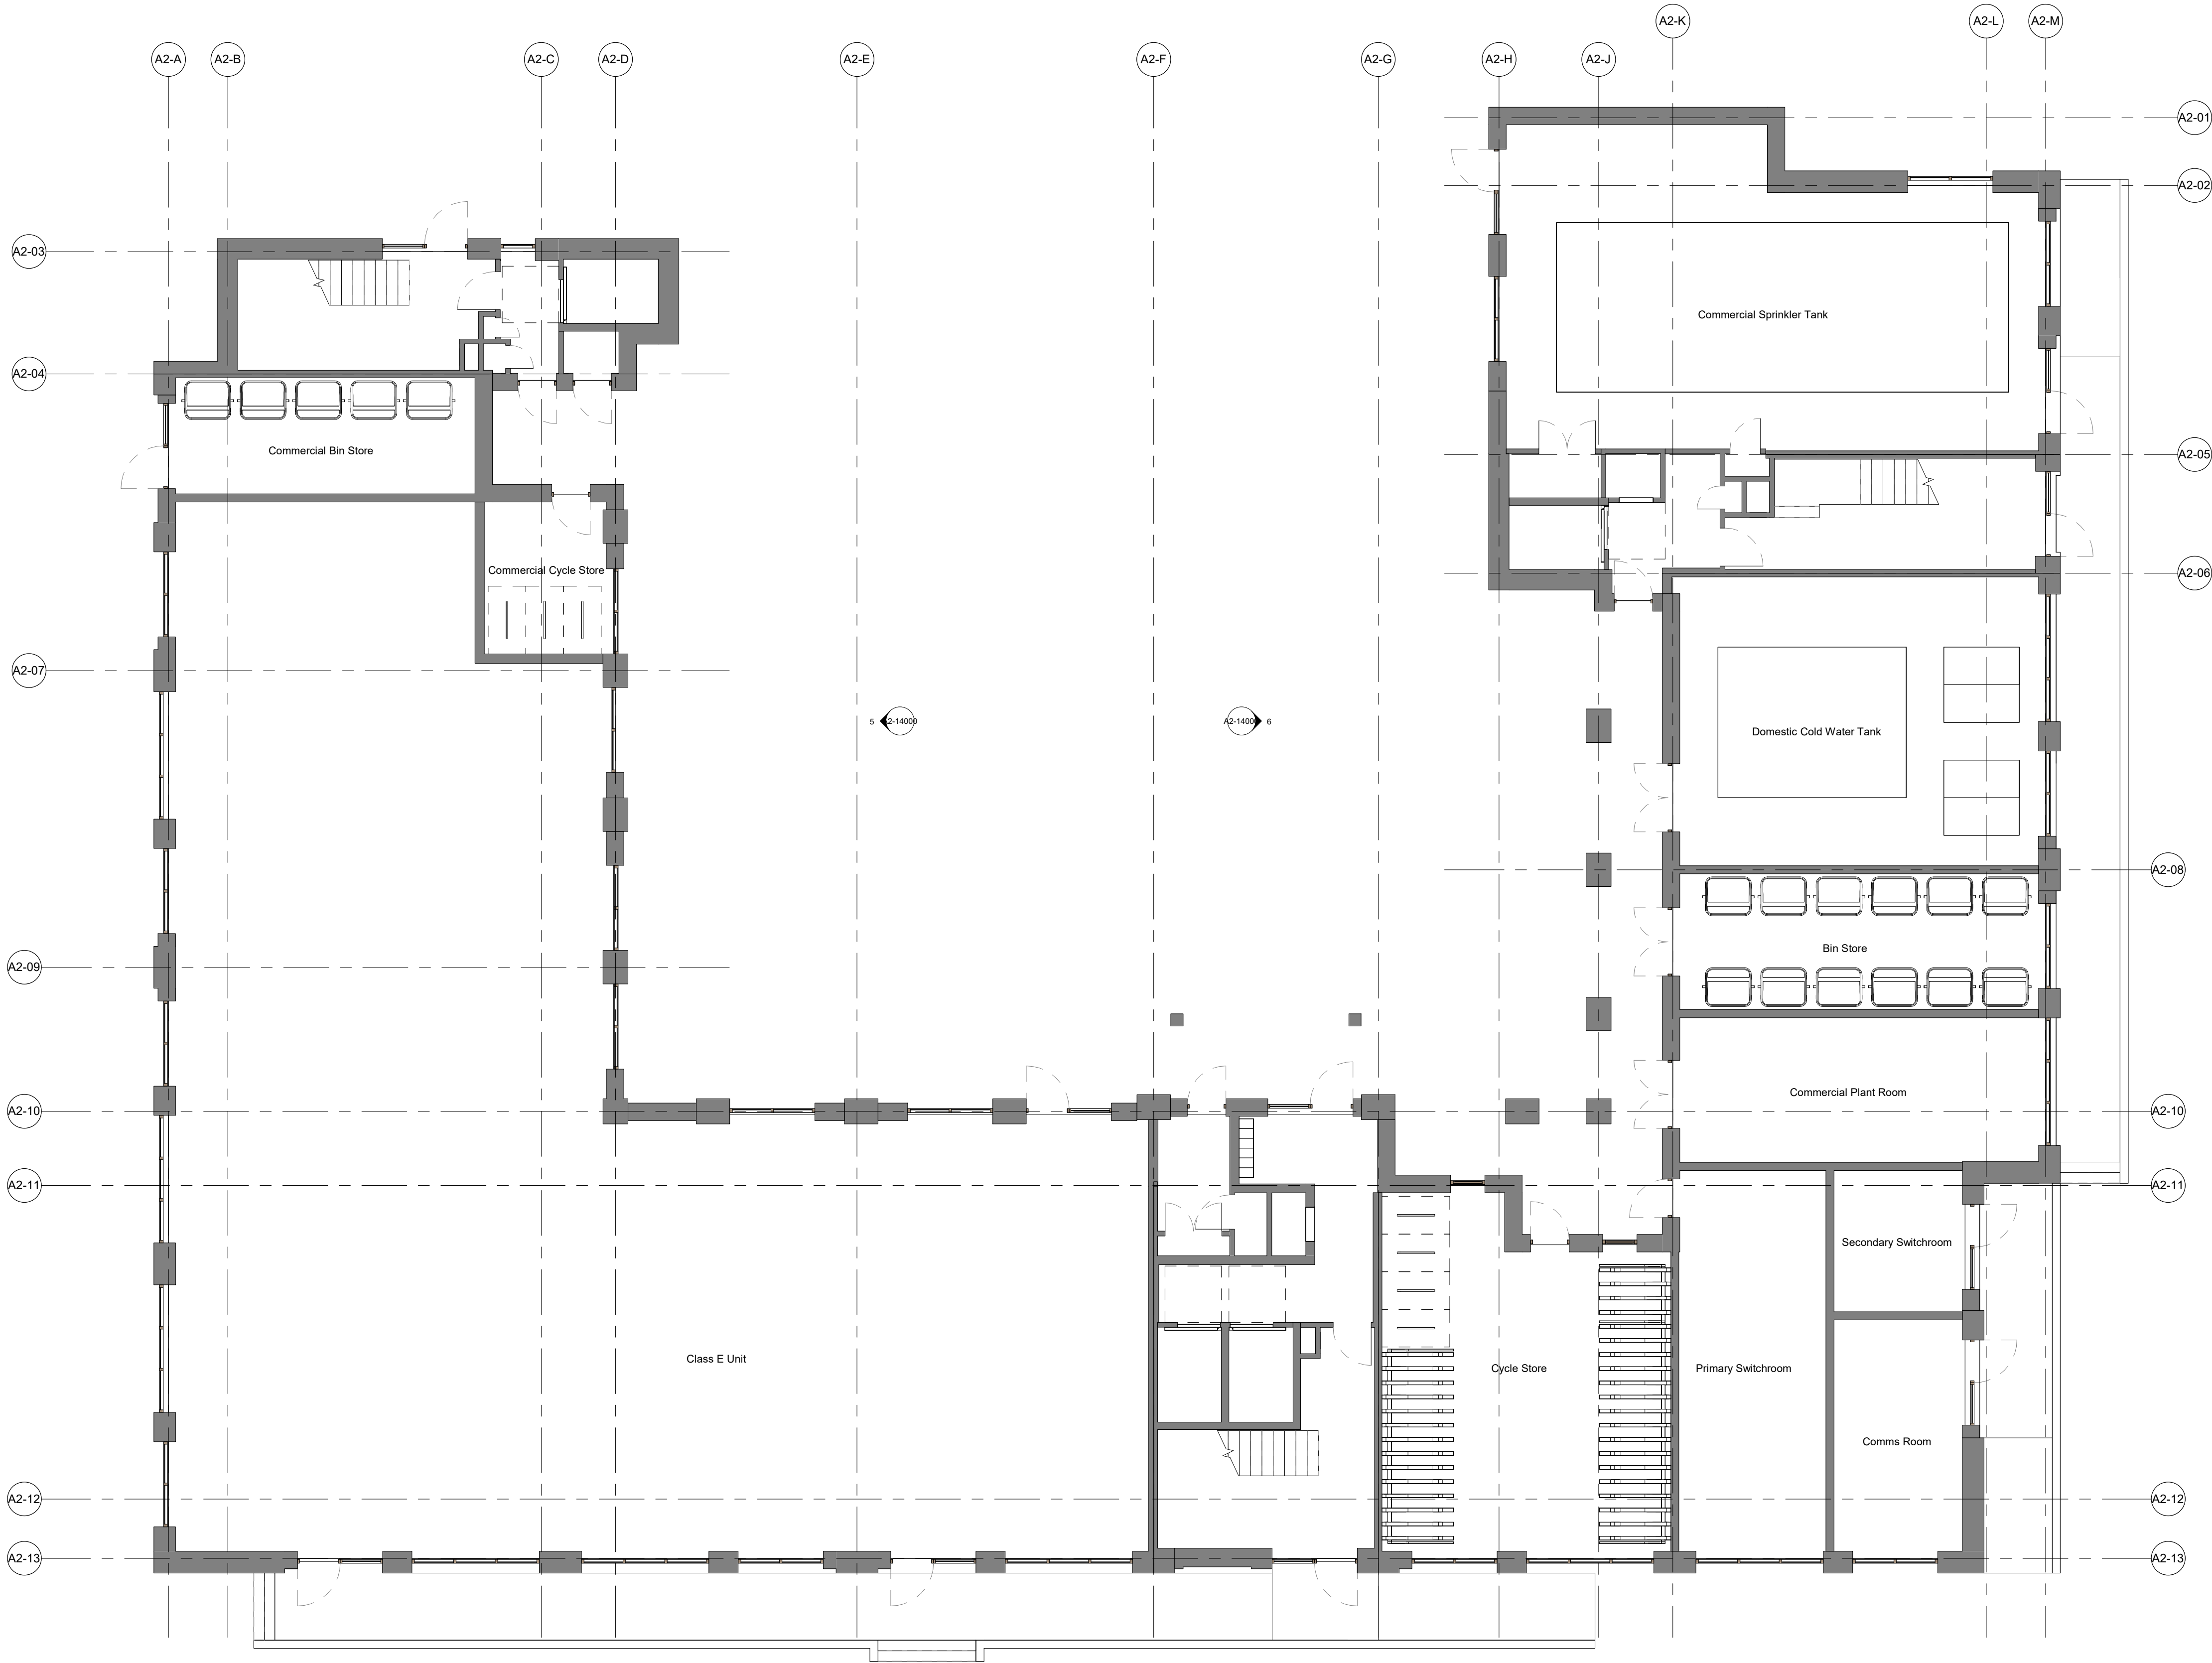 A2-K
A2-L
A2-M
A2-A
A2-B
A2-C
A2-D
A2-E
A2-F
A2-G
A2-H
A2-J
A2-01
A2-02
A2-03
Commercial Sprinkler Tank
A2-04
Commercial Bin Store
A2-05
Commercial Cycle Store
A2-06
A2-07
5
A2-14000
A2-14000
6
Domestic Cold Water Tank
A2-08
Bin Store
A2-09
Commercial Plant Room
A2-10
A2-10
A2-11
A2-11
Secondary Switchroom
Class E Unit
Cycle Store
Primary Switchroom
Comms Room
A2-12
A2-12
A2-13
A2-13